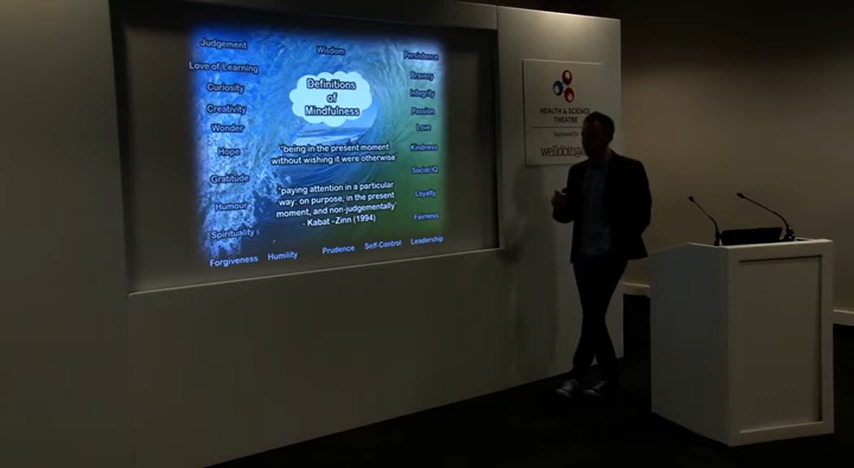 Judgement
Wisdom
Persistence
Love of Learning
Bravery
Curiosity
Integrity
Creativity
Passion
Wonder
Love
Hope
Kindness
Gratitude
Social IQ
Humour
Loyalty
Spirituality
Fairness
Forgiveness
Humility
Prudence
Self-Control
Leadership
Definitions
of
Mindfulness
"being in the present moment
without wishing it were otherwise'
"paying attention in a particular
way: on purpose, in the present
moment, and non-judgementally'
- Kabat -Zinn (1994)
HEALTH & SCIENCE
THEATRE
Sponsored by